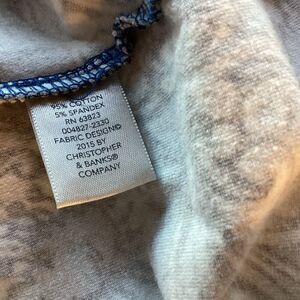 95% COTTON
5% SPANDEX
RN 63823
004827-2330
FABRIC DESIGN©
2015 BY
CHRISTOPHER
& BANKS®
COMPANY